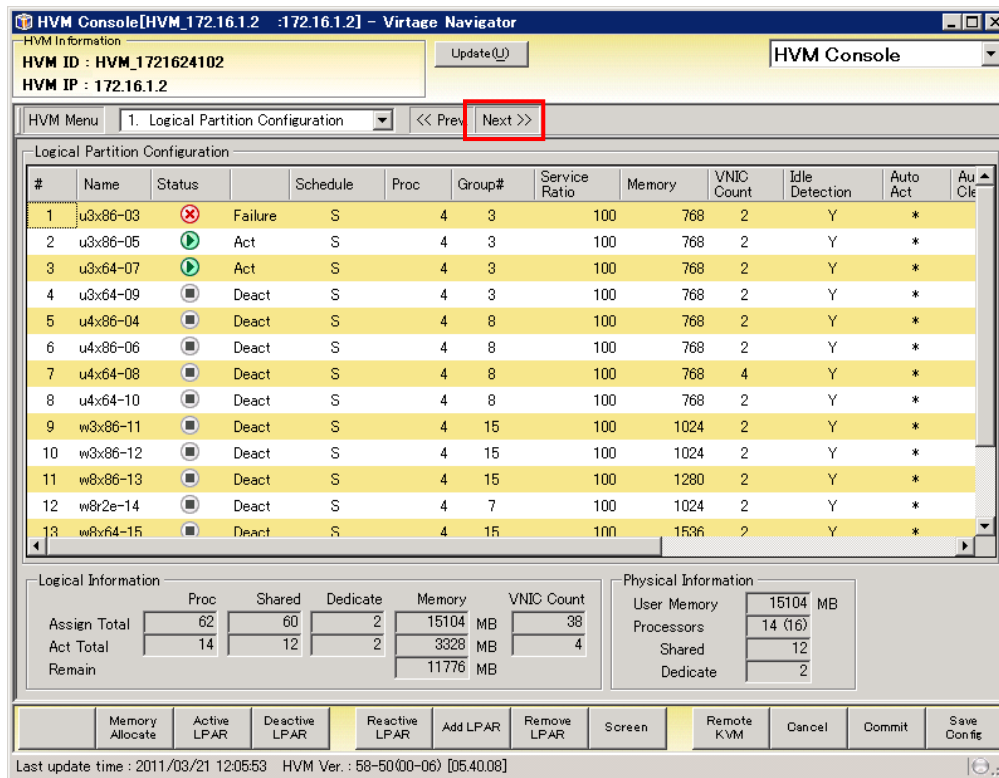 HVM Console[HVM_172.16.1.2 :172.16.1.2] - Virtage Navigator
HVM Information
HVM ID : HVM_1721624102
HVM IP : 172.16.1.2
Update(U)
HVM Console
HVM Menu 1. Logical Partition Configuration << Prev Next >>
Logical Partition Configuration
# Name Status Schedule Proc Group# Service Ratio Memory VNIC Count Idle Detection Auto Act Au Cle
1 u3x86-03 Failure S 4 3 100 768 2 Y *
2 u3x86-05 Act S 4 3 100 768 2 Y *
3 u3x64-07 Act S 4 3 100 768 2 Y *
4 u3x64-09 Deact S 4 3 100 768 2 Y *
5 u4x86-04 Deact S 4 8 100 768 2 Y *
6 u4x86-06 Deact S 4 8 100 768 2 Y *
7 u4x64-08 Deact S 4 8 100 768 4 Y *
8 u4x64-10 Deact S 4 8 100 768 2 Y *
9 w3x86-11 Deact S 4 15 100 1024 2 Y *
10 w3x86-12 Deact S 4 15 100 1024 2 Y *
11 w8x86-13 Deact S 4 15 100 1280 2 Y *
12 w8r2e-14 Deact S 4 7 100 1024 2 Y *
13 w8x64-15 Deact S 4 15 100 1536 2 Y *
Logical Information
Proc Shared Dedicate Memory VNIC Count
Assign Total 62 60 2 15104 MB 38
Act Total 14 12 2 3328 MB 4
Remain 11776 MB
Physical Information
User Memory 15104 MB
Processors 14 (16)
Shared 12
Dedicate 2
Memory Allocate Active LPAR Deactive LPAR Reactive LPAR Add LPAR Remove LPAR Screen Remote KVM Cancel Commit Save Config
Last update time : 2011/03/21 12:05:53 HVM Ver. : 58-50(00-06) [05.40.08]